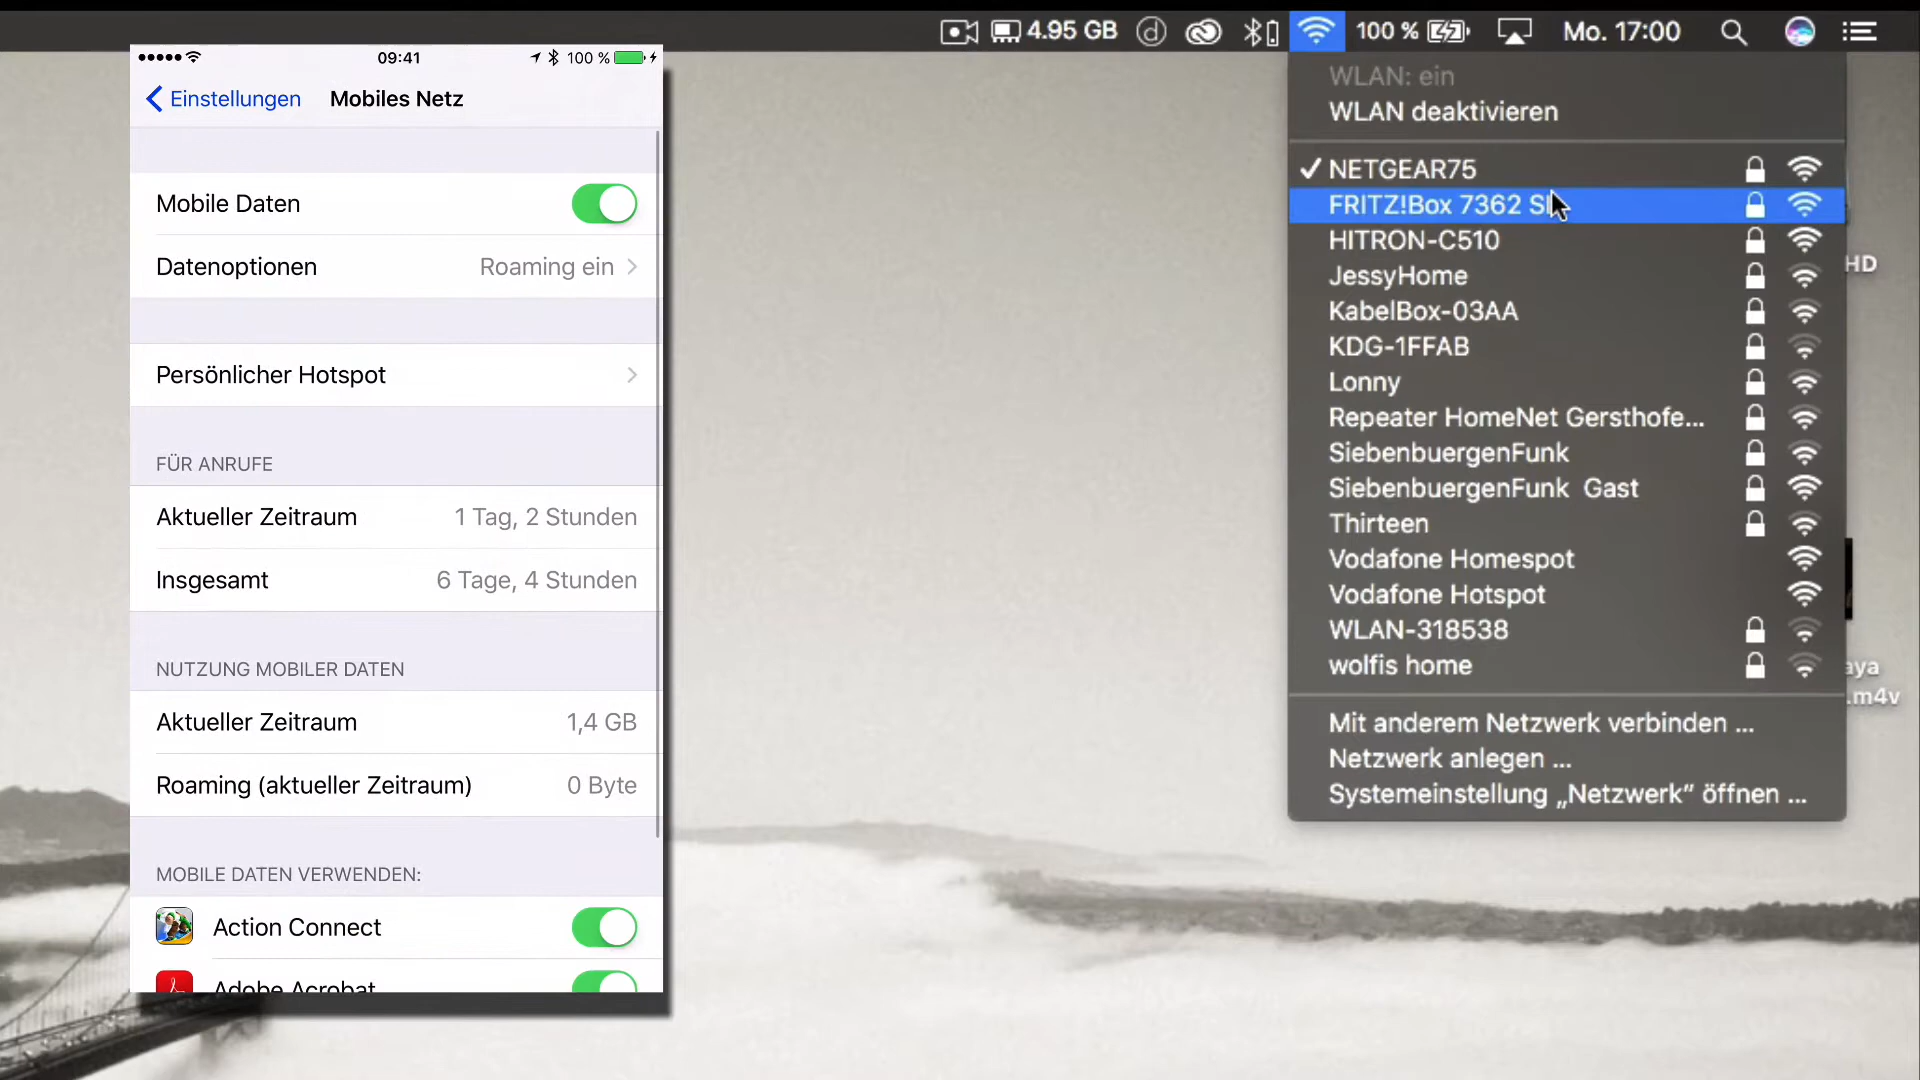 4.95 GB
100 %
Mo. 17:00
09:41
100 %
Einstellungen
Mobiles Netz
Mobile Daten
Datenoptionen
Roaming ein
Persönlicher Hotspot
FÜR ANRUFE
Aktueller Zeitraum
1 Tag, 2 Stunden
Insgesamt
6 Tage, 4 Stunden
NUTZUNG MOBILER DATEN
Aktueller Zeitraum
1,4 GB
Roaming (aktueller Zeitraum)
0 Byte
MOBILE DATEN VERWENDEN:
Action Connect
Adobe Acrobat
WLAN: ein
WLAN deaktivieren
NETGEAR75
FRITZ!Box 7362
HITRON-C510
JessyHome
KabelBox-03AA
KDG-1FFAB
Lonny
Repeater HomeNet Gersthofe...
SiebenbuergenFunk
SiebenbuergenFunk Gast
Thirteen
Vodafone Homespot
Vodafone Hotspot
WLAN-318538
wolfis home
Mit anderem Netzwerk verbinden ...
Netzwerk anlegen ...
Systemeinstellung „Netzwerk“ öffnen ...
HD
aya
.m4v